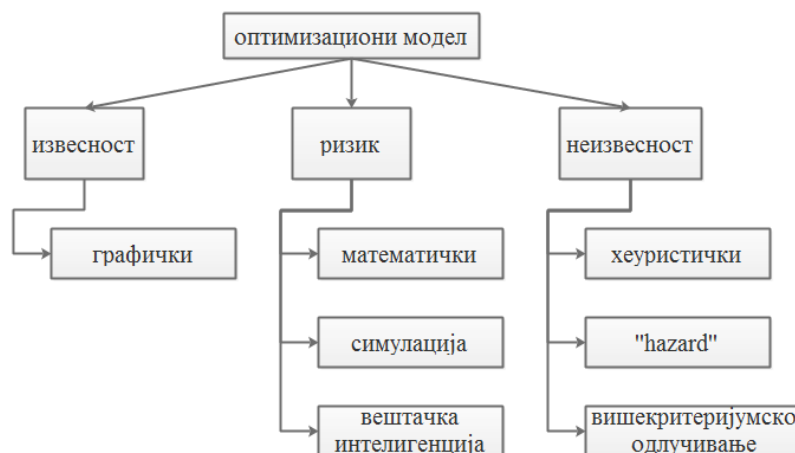 оптимизациони модел
извесност
ризик
неизвесност
графички
математички
хеуристички
симулација
"hazard"
вештачка
интелигенција
вишекритеријумско
одлучивање